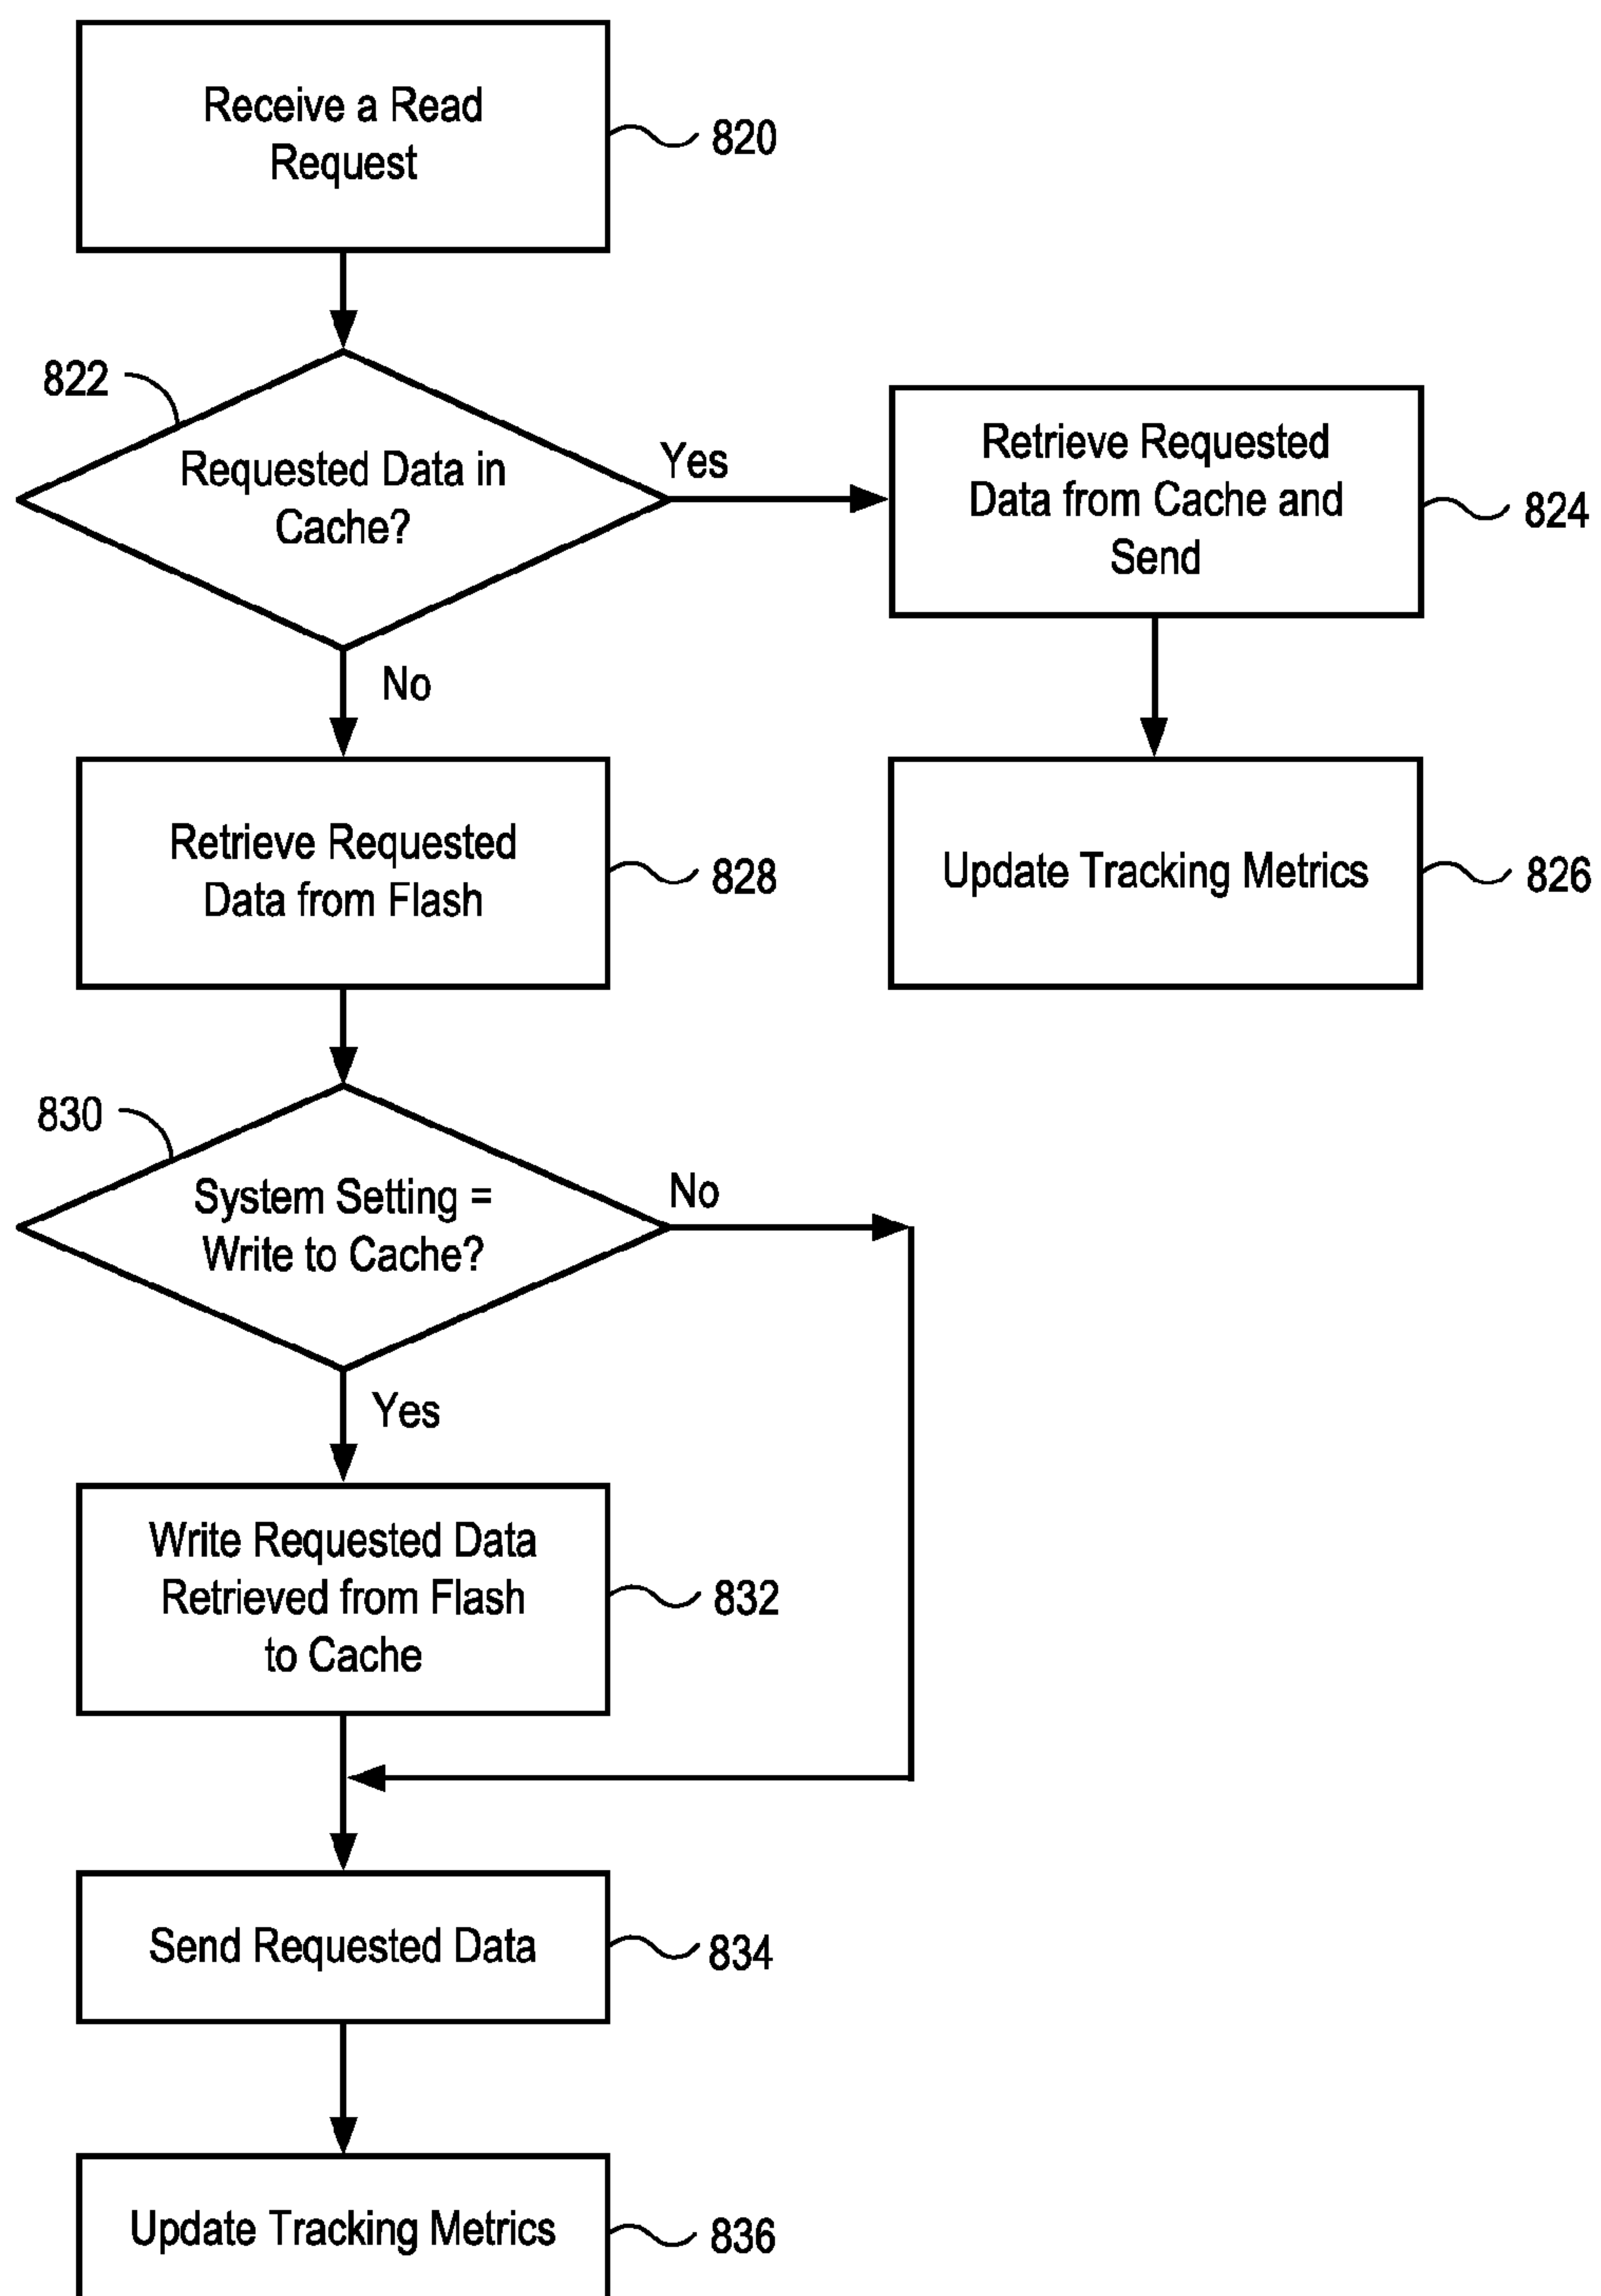 Receive a Read
Request
820
822
Requested Data in
Cache?
Yes
Retrieve Requested
Data from Cache and
Send
824
No
Retrieve Requested
Data from Flash
828
Update Tracking Metrics
826
830
System Setting =
Write to Cache?
No
Yes
Write Requested Data
Retrieved from Flash
to Cache
832
Send Requested Data
834
Update Tracking Metrics
836